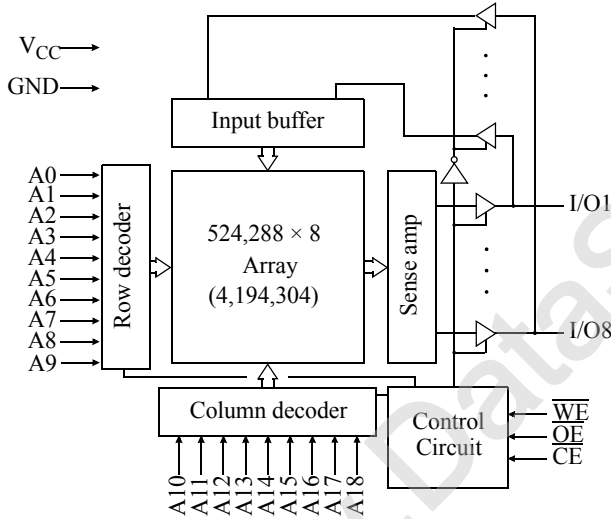 V_CC
GND
Input buffer
A0
A1
A2
A3
A4
A5
A6
A7
A8
A9
Row decoder
524,288 × 8
Array
(4,194,304)
Sense amp
I/O1
I/O8
Column decoder
Control
Circuit
WE
OE
CE
A10
A11
A12
A13
A14
A15
A16
A17
A18
DataS